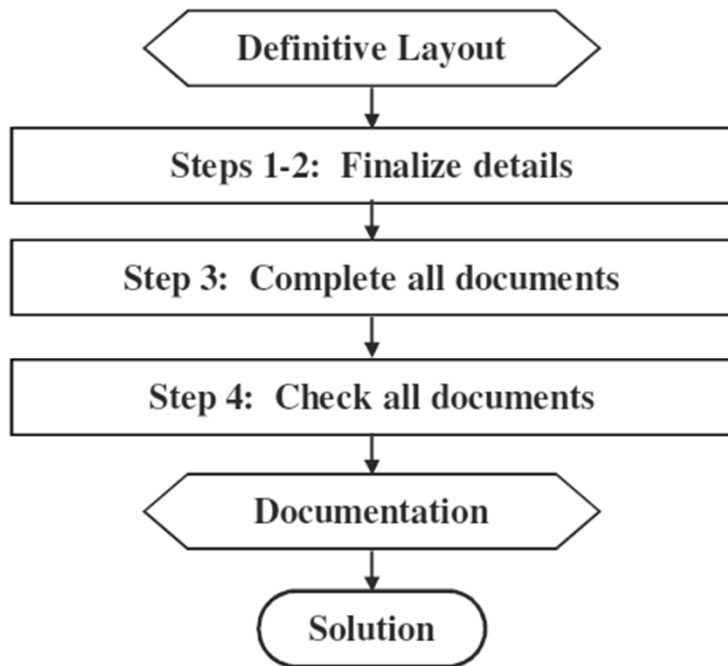 Definitive Layout
Steps 1-2:  Finalize details
Step 3:  Complete all documents
Step 4:  Check all documents
Documentation
Solution